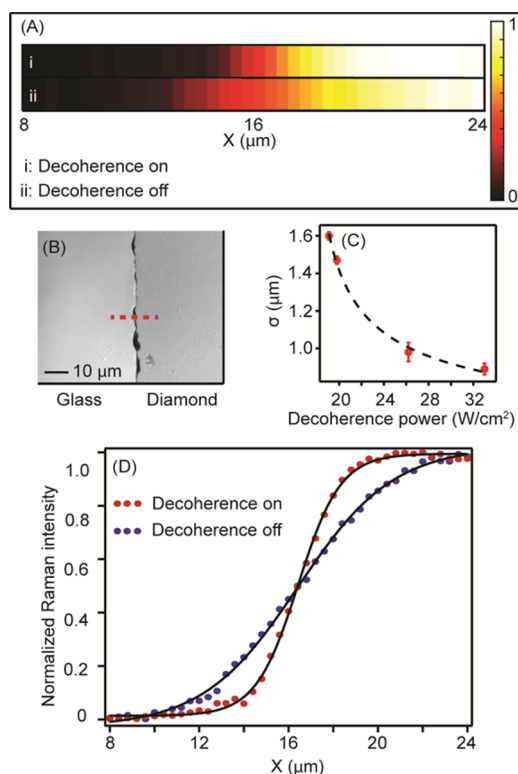 (A)
1
i
ii
0
8 16 24
X (μm)
i: Decoherence on
ii: Decoherence off
(B)
10 μm
Glass Diamond
(C)
1.6
1.4
1.2
1.0
σ (μm)
20 24 28 32
Decoherence power (W/cm²)
(D)
1.0
0.8
0.6
0.4
0.2
0
Normalized Raman intensity
Decoherence on
Decoherence off
8 12 16 20 24
X (μm)